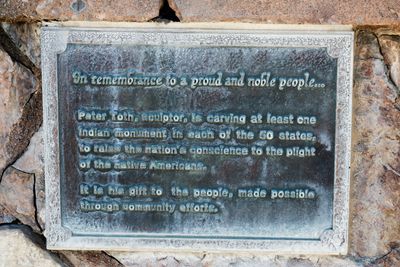 In remembrance to a proud and noble people...
Peter Toth, sculptor, is carving at least one
Indian monument in each of the 50 states,
to raise the nation's conscience to the plight
of the native Americans.
It is his gift to the people, made possible
through community efforts.